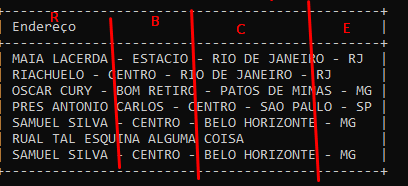 R B C E
Endereço
MAIA LACERDA - ESTACIO - RIO DE JANEIRO - RJ
RIACHUELO - CENTRO - RIO DE JANEIRO - RJ
OSCAR CURY - BOM RETIRO - PATOS DE MINAS - MG
PRES ANTONIO CARLOS - CENTRO - SAO PAULO - SP
SAMUEL SILVA - CENTRO - BELO HORIZONTE - MG
RUAL TAL ESQUINA ALGUMA COISA
SAMUEL SILVA - CENTRO - BELO HORIZONTE - MG